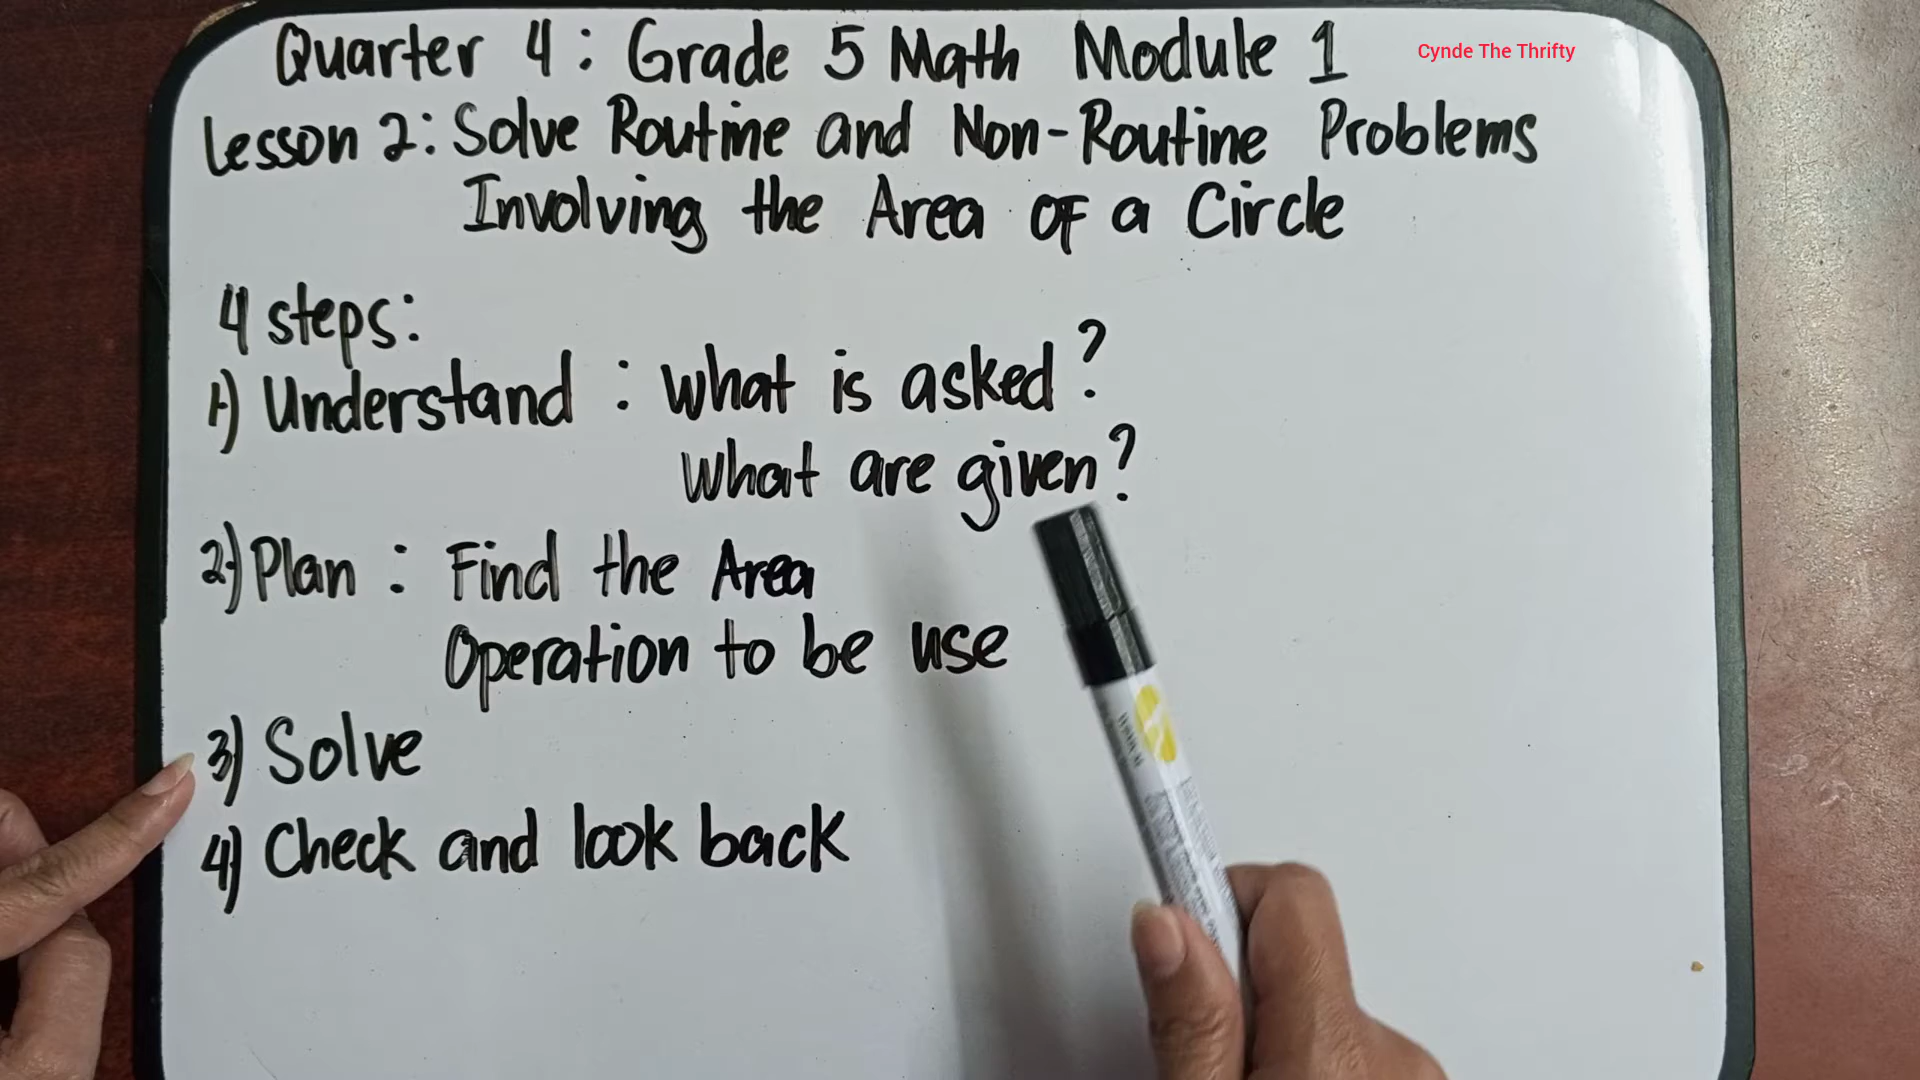 Quarter 4: Grade 5 Math Module 1
Cynde The Thrifty
Lesson 2: Solve Routine and Non-Routine Problems
Involving the Area OF a Circle
4 steps:
1.) Understand : What is asked?
What are given?
2.) Plan : Find the Area
Operation to be use
3) Solve
4) Check and look back